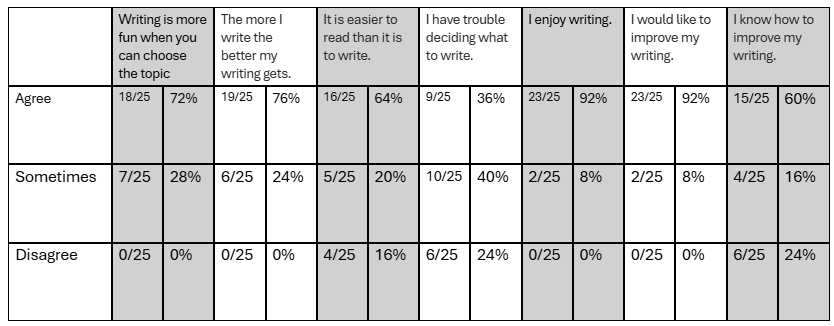 Writing is more fun when you can choose the topic | The more I write the better my writing gets. | It is easier to read than it is to write. | I have trouble deciding what to write. | I enjoy writing. | I would like to improve my writing. | I know how to improve my writing.
Agree | 18/25 | 72% | 19/25 | 76% | 16/25 | 64% | 9/25 | 36% | 23/25 | 92% | 23/25 | 92% | 15/25 | 60%
Sometimes | 7/25 | 28% | 6/25 | 24% | 5/25 | 20% | 10/25 | 40% | 2/25 | 8% | 2/25 | 8% | 4/25 | 16%
Disagree | 0/25 | 0% | 0/25 | 0% | 4/25 | 16% | 6/25 | 24% | 0/25 | 0% | 0/25 | 0% | 6/25 | 24%